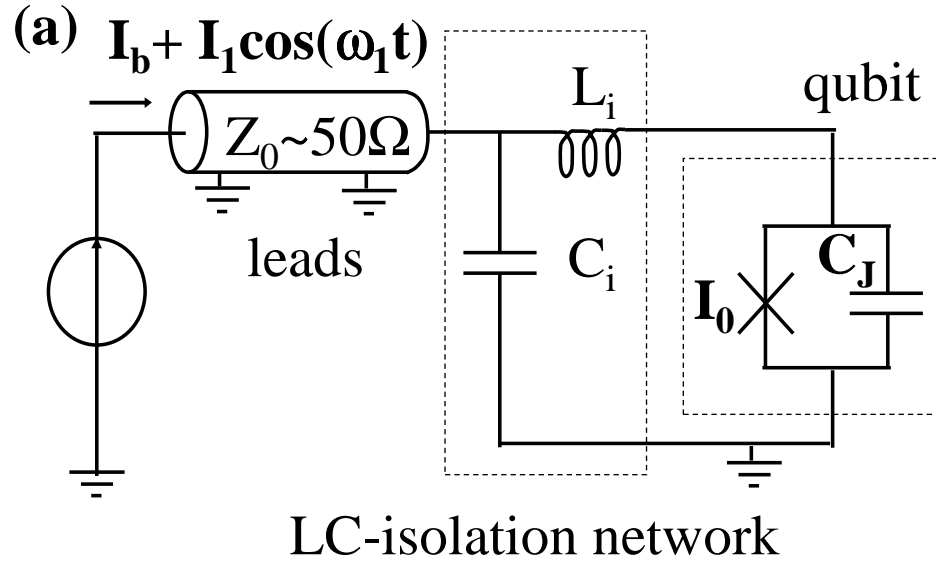 (a) I_b + I_1cos(ω_1t)
L_i
qubit
Z_0~50Ω
leads
C_i
C_J
I_0
LC-isolation network